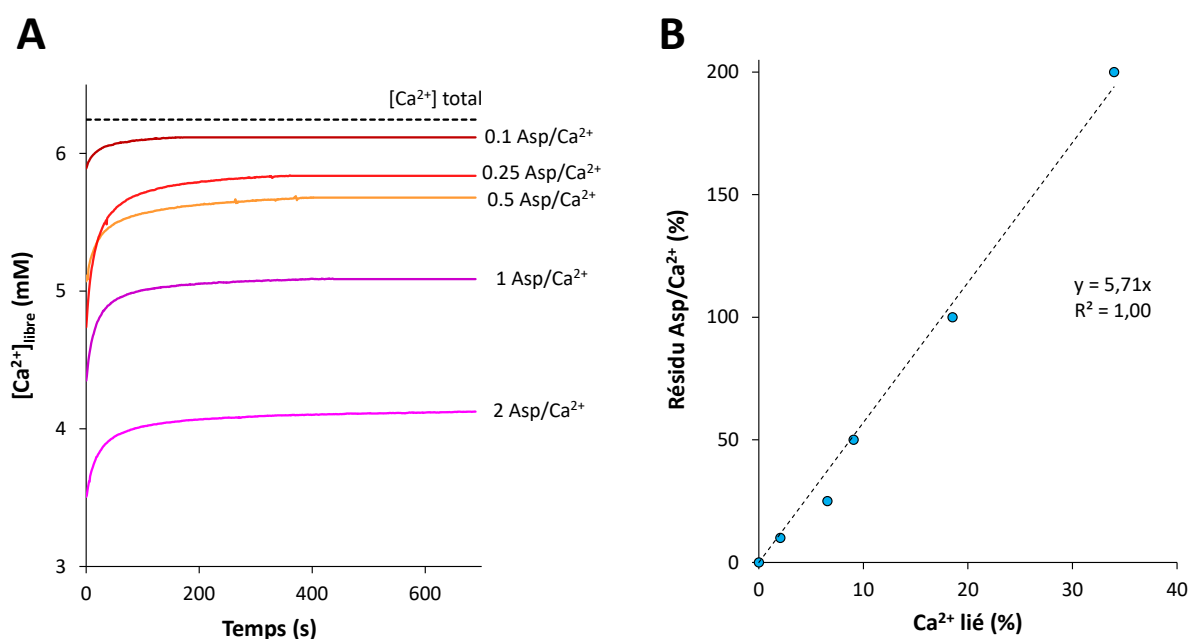 A
[Ca²⁺] total
0.1 Asp/Ca²⁺
0.25 Asp/Ca²⁺
0.5 Asp/Ca²⁺
1 Asp/Ca²⁺
2 Asp/Ca²⁺
6
5
4
3
0
200
400
600
[Ca²⁺]libre (mM)
Temps (s)
B
200
150
100
50
0
0
10
20
30
40
y = 5,71x
R² = 1,00
Résidu Asp/Ca²⁺ (%)
Ca²⁺ lié (%)